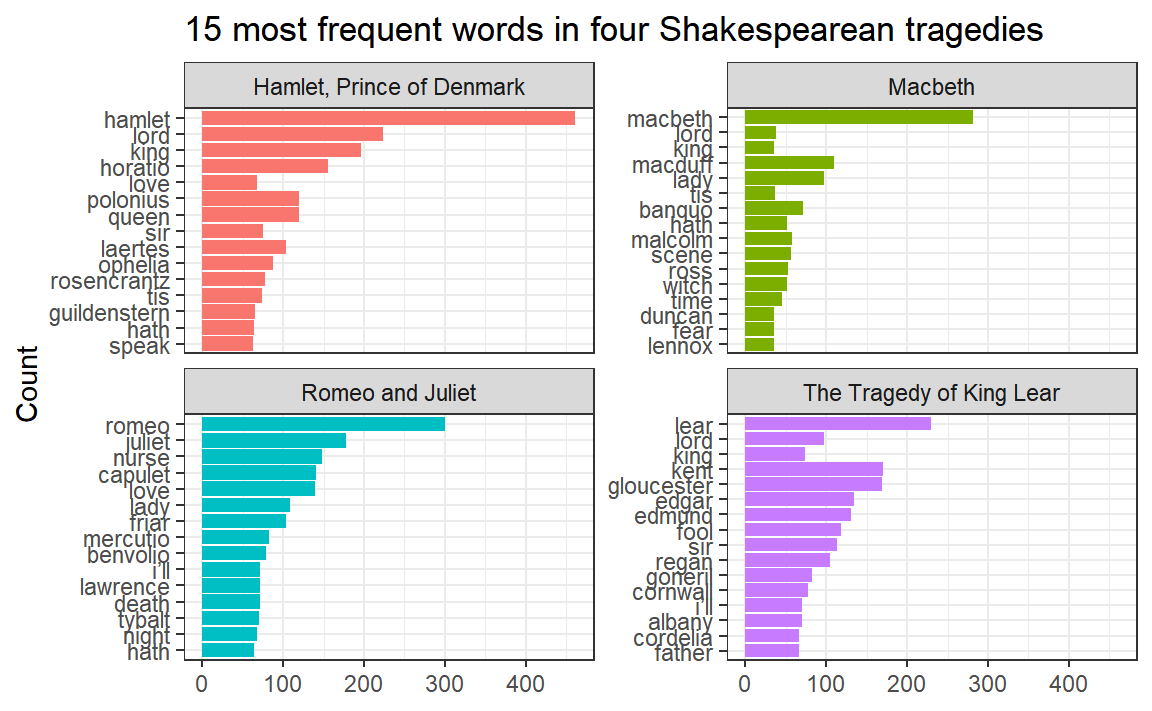 15 most frequent words in four Shakespearean tragedies
Hamlet, Prince of Denmark
hamlet
lord
king
horatio
love
polonius
queen
sir
laertes
ophelia
rosencrantz
tis
guildenstern
hath
speak
Macbeth
macbeth
lord
king
macduff
lady
tis
banquo
hath
malcolm
scene
ross
witch
time
duncan
fear
lennox
Count
Romeo and Juliet
romeo
juliet
nurse
capulet
love
lady
friar
mercutio
benvolio
i'll
lawrence
death
tybalt
night
hath
0 100 200 300 400
The Tragedy of King Lear
lear
lord
king
kent
gloucester
edgar
edmund
fool
sir
regan
goneril
cornwall
i'll
albany
cordelia
father
0 100 200 300 400